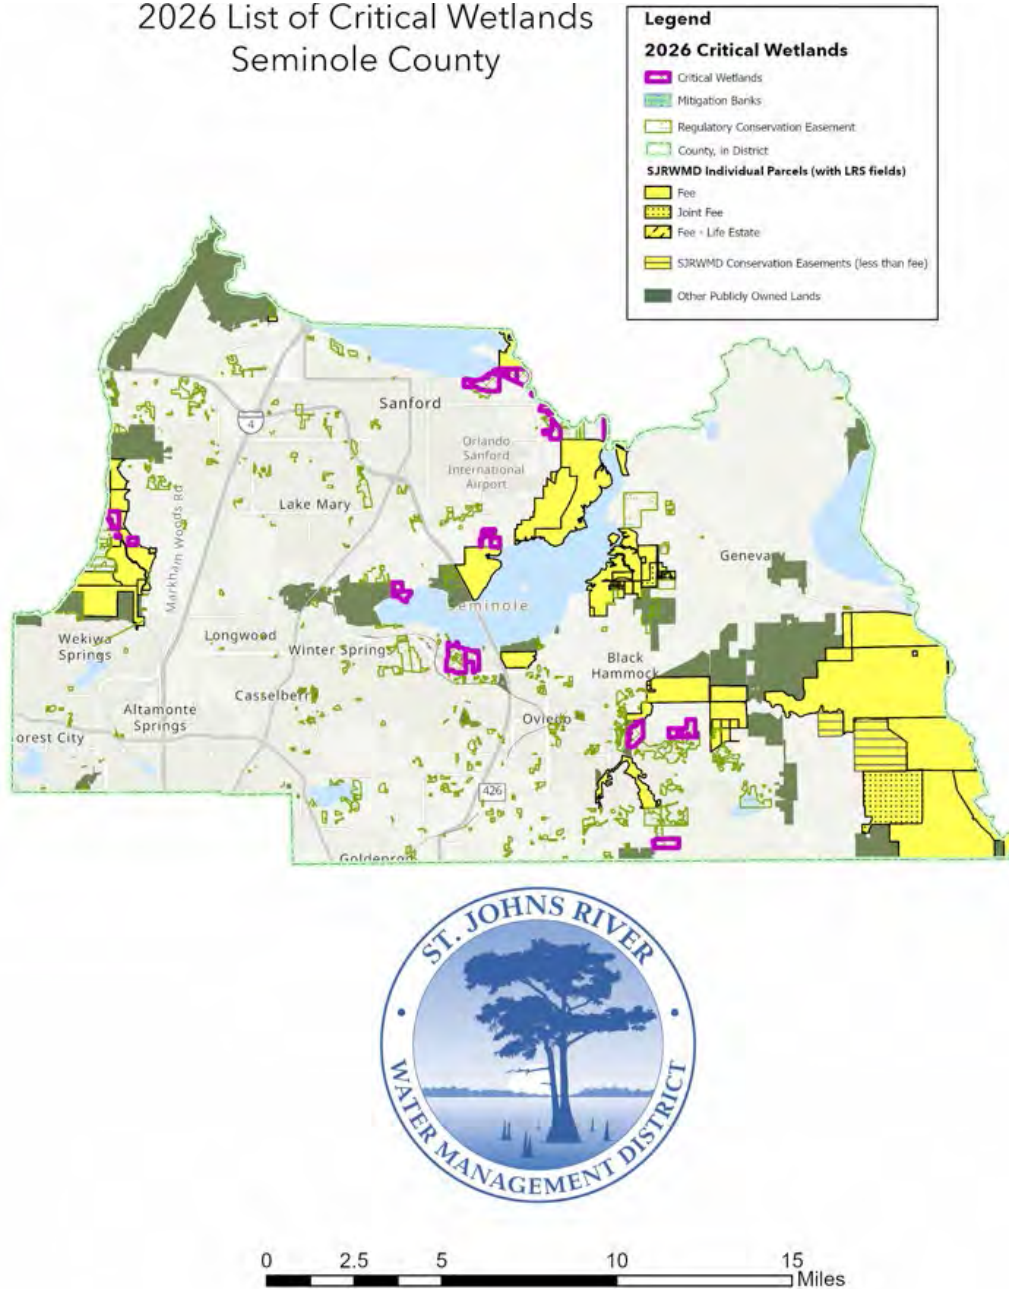 2026 List of Critical Wetlands
Seminole County
Legend
2026 Critical Wetlands
Critical Wetlands
Mitigation Banks
Regulatory Conservation Easement
County, in District
SJRWMD Individual Parcels (with LRS fields)
Fee
Joint Fee
Fee - Life Estate
SJRWMD Conservation Easements (less than fee)
Other Publicly Owned Lands
Sanford
4
Orlando
Sanford
International
Airport
Lake Mary
Markham Woods Rd
Geneva
Seminole
Wekiwa
Springs
Longwood
Winter Springs
Black
Hammock
Casselberr
Altamonte
Springs
Oviedo
orest City
426
Goldenrod
ST. JOHNS RIVER
WATER MANAGEMENT DISTRICT
0 2.5 5 10 15
Miles